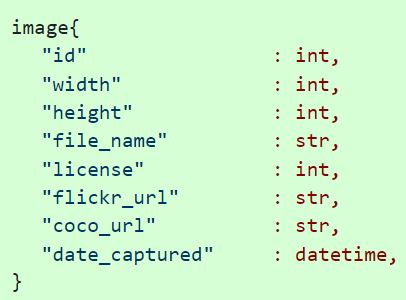 image{
"id" : int,
"width" : int,
"height" : int,
"file_name" : str,
"license" : int,
"flickr_url" : str,
"coco_url" : str,
"date_captured" : datetime,
}